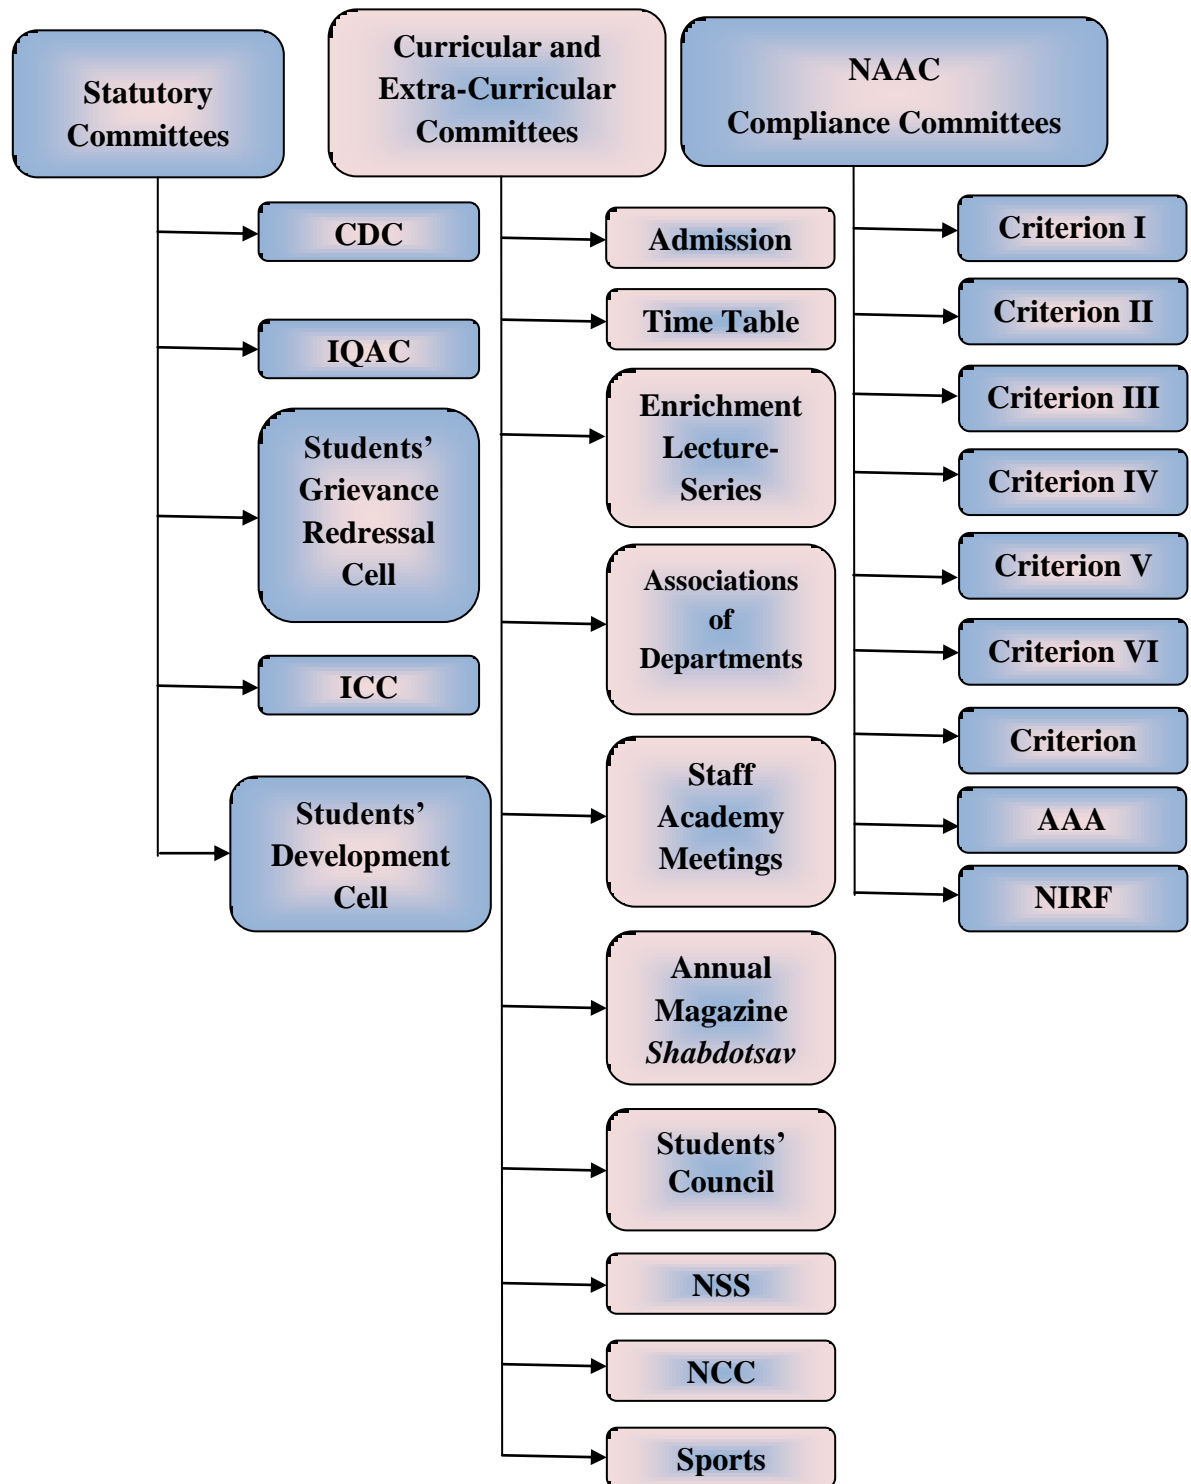 Statutory
Committees
CDC
IQAC
Students’
Grievance
Redressal
Cell
ICC
Students’
Development
Cell
Curricular and
Extra-Curricular
Committees
Admission
Time Table
Enrichment
Lecture-
Series
Associations
of
Departments
Staff
Academy
Meetings
Annual
Magazine
Shabdotsav
Students’
Council
NSS
NCC
Sports
NAAC
Compliance Committees
Criterion I
Criterion II
Criterion III
Criterion IV
Criterion V
Criterion VI
Criterion
AAA
NIRF